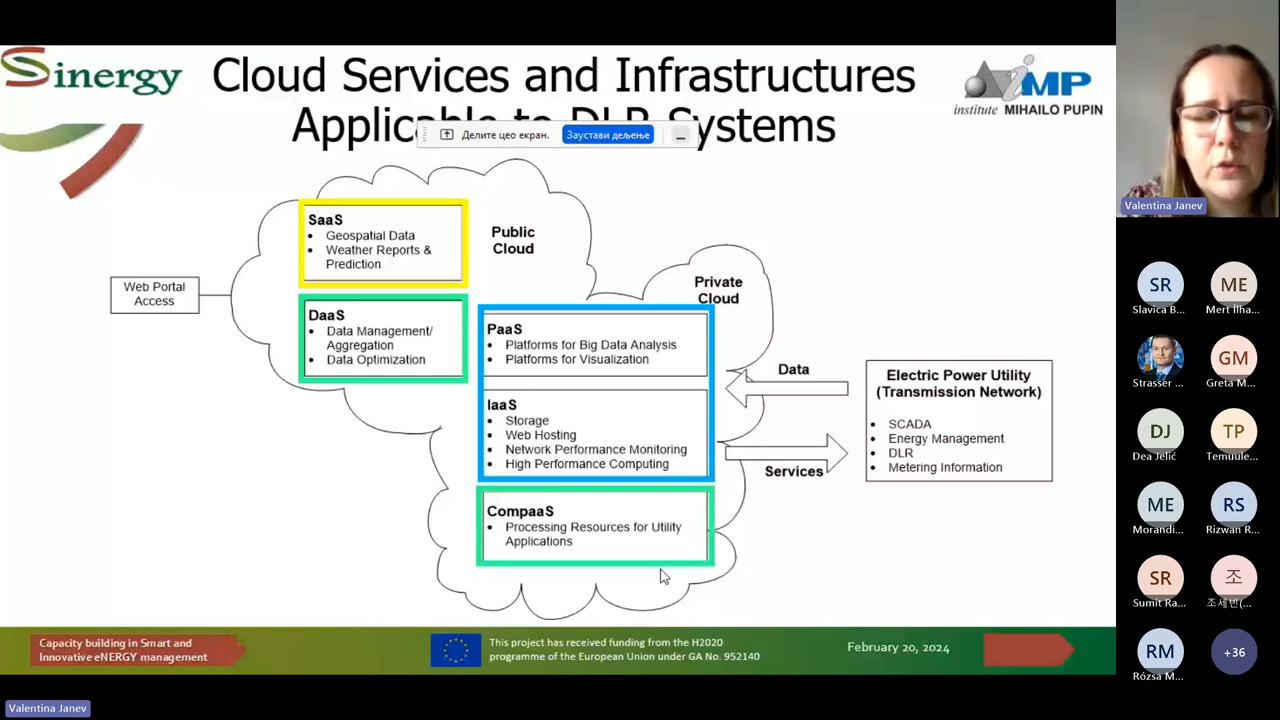 Sinergy
Cloud Services and Infrastructures
Applicable to DLR Systems
IMP
institute MIHAILO PUPIN
Делите цео екран.
Заустави дељење
SaaS
• Geospatial Data
• Weather Reports &
Prediction
Public
Cloud
Web Portal
Access
DaaS
• Data Management/
Aggregation
• Data Optimization
Private
Cloud
PaaS
• Platforms for Big Data Analysis
• Platforms for Visualization
IaaS
• Storage
• Web Hosting
• Network Performance Monitoring
• High Performance Computing
CompaaS
• Processing Resources for Utility
Applications
Data
Services
Electric Power Utility
(Transmission Network)
• SCADA
• Energy Management
• DLR
• Metering Information
Capacity building in Smart and
Innovative eNERGY management
This project has received funding from the H2020
programme of the European Union under GA No. 952140
February 20, 2024
Valentina Janev
Valentina Janev
SR
Slavica B...
ME
Mert İlha...
Strasser ...
GM
Greta M...
DJ
Dea Jelić
TP
Temuule...
ME
Morandi...
RS
Rizwan R...
SR
Sumit Ra...
조
조세빈(...
RM
Rózsa M...
+36